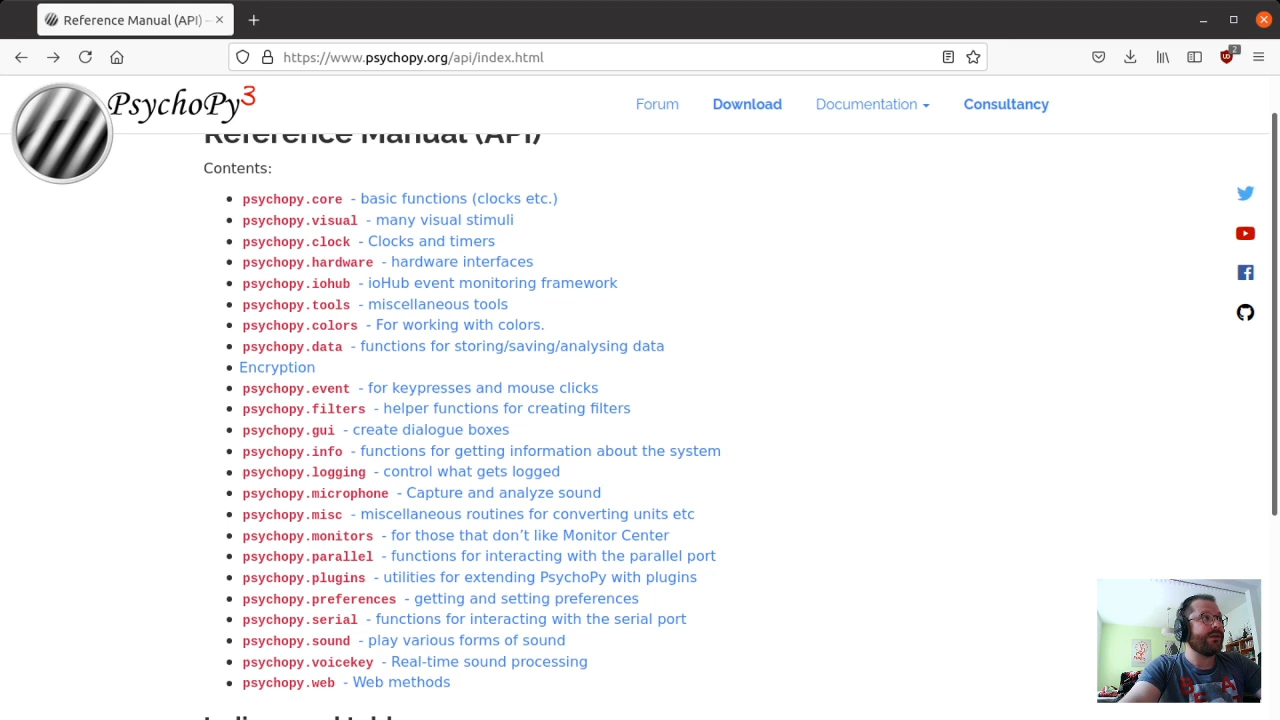 Reference Manual (API) –
https://www.psychopy.org/api/index.html
2
PsychoPy3
Forum
Download
Documentation
Consultancy
Reference Manual (API)
Contents:
psychopy.core - basic functions (clocks etc.)
psychopy.visual - many visual stimuli
psychopy.clock - Clocks and timers
psychopy.hardware - hardware interfaces
psychopy.iohub - ioHub event monitoring framework
psychopy.tools - miscellaneous tools
psychopy.colors - For working with colors.
psychopy.data - functions for storing/saving/analysing data
Encryption
psychopy.event - for keypresses and mouse clicks
psychopy.filters - helper functions for creating filters
psychopy.gui - create dialogue boxes
psychopy.info - functions for getting information about the system
psychopy.logging - control what gets logged
psychopy.microphone - Capture and analyze sound
psychopy.misc - miscellaneous routines for converting units etc
psychopy.monitors - for those that don’t like Monitor Center
psychopy.parallel - functions for interacting with the parallel port
psychopy.plugins - utilities for extending PsychoPy with plugins
psychopy.preferences - getting and setting preferences
psychopy.serial - functions for interacting with the serial port
psychopy.sound - play various forms of sound
psychopy.voicekey - Real-time sound processing
psychopy.web - Web methods